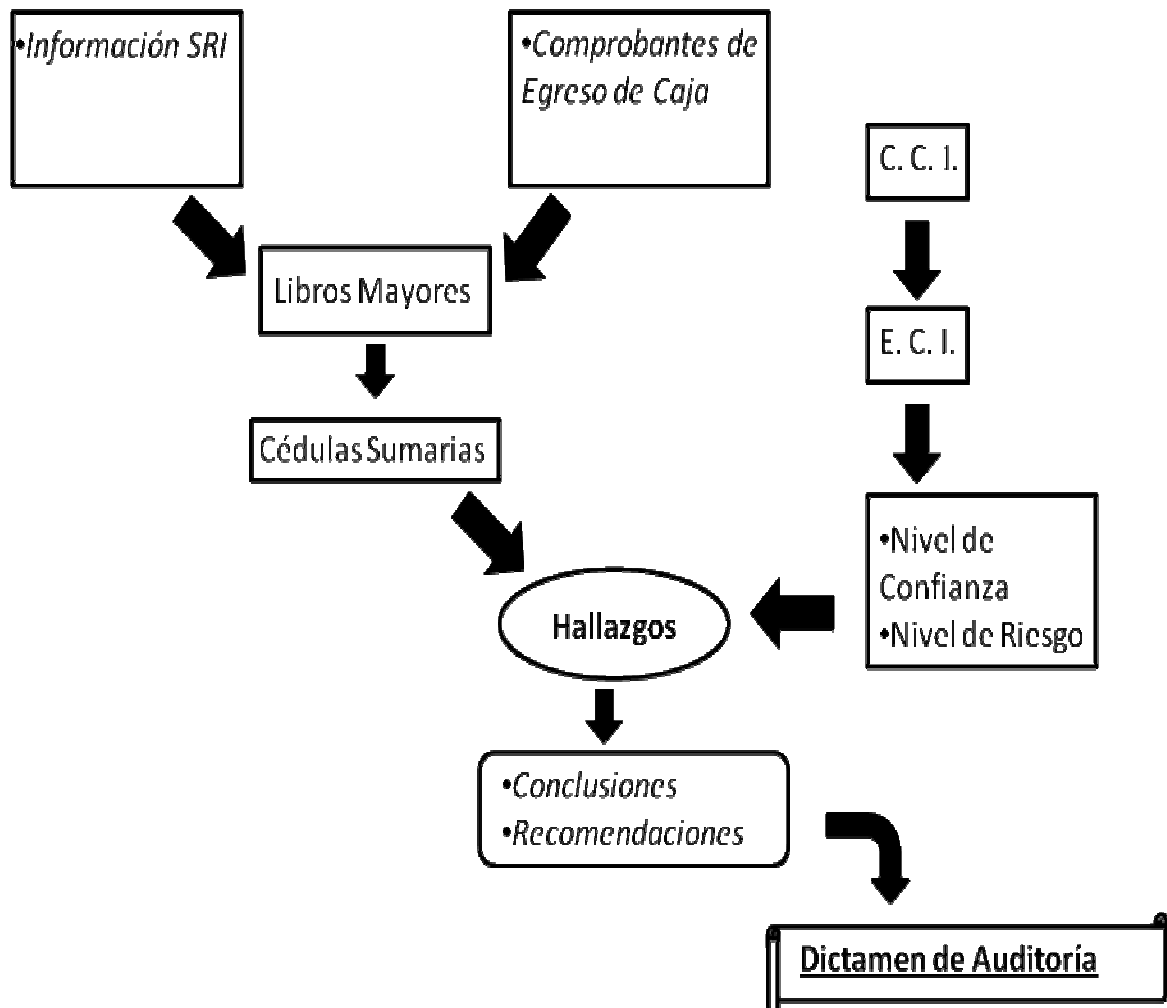 •Información SRI
•Comprobantes de
Egreso de Caja
C. C. I.
Libros Mayores
E. C. I.
Cédulas Sumarias
•Nivel de
Confianza
•Nivel de Riesgo
Hallazgos
•Conclusiones
•Recomendaciones
Dictamen de Auditoría